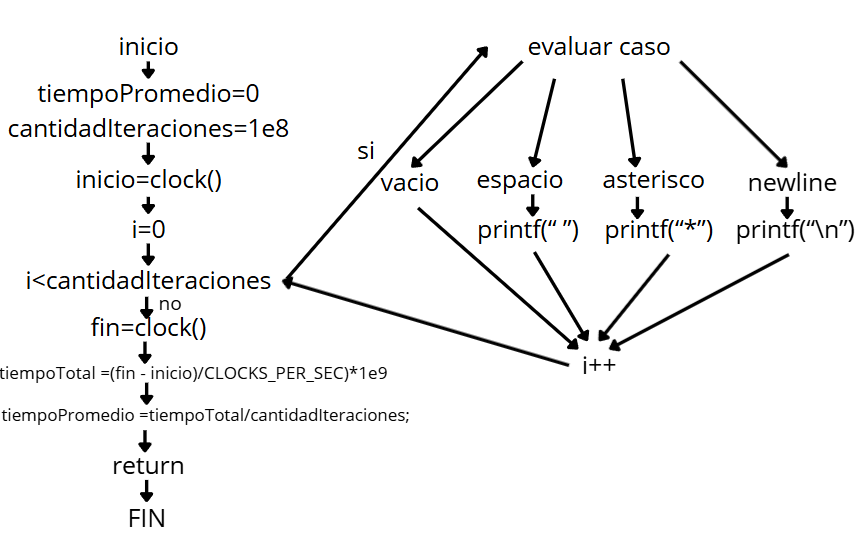 inicio
tiempoPromedio=0
cantidadIteraciones=1e8
inicio=clock()
i=0
i<cantidadIteraciones
no
fin=clock()
tiempoTotal =(fin - inicio)/CLOCKS_PER_SEC)*1e9
tiempoPromedio =tiempoTotal/cantidadIteraciones;
return
FIN
si
evaluar caso
vacio
espacio
asterisco
newline
printf(“ ”)
printf(“*”)
printf(“\n”)
i++